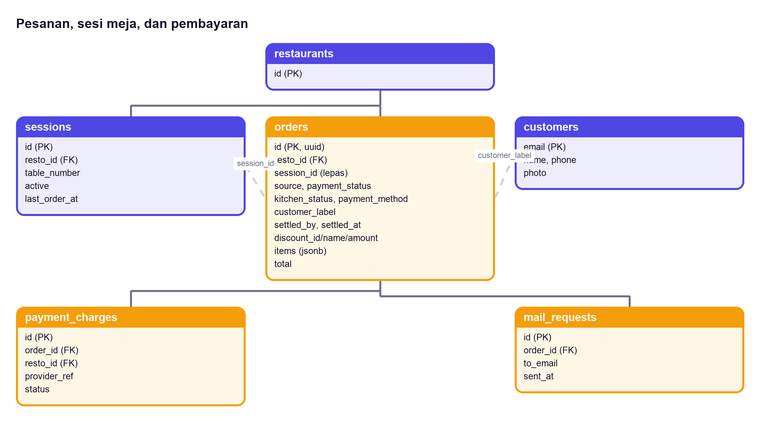 Pesanan, sesi meja, dan pembayaran
restaurants
id (PK)
sessions
id (PK)
resto_id (FK)
table_number
active
last_order_at
session_id
orders
id (PK, uuid)
resto_id (FK)
session_id (lepas)
source, payment_status
kitchen_status, payment_method
customer_label
settled_by, settled_at
discount_id/name/amount
items (jsonb)
total
customer_label
customers
email (PK)
name, phone
photo
payment_charges
id (PK)
order_id (FK)
resto_id (FK)
provider_ref
status
mail_requests
id (PK)
order_id (FK)
to_email
sent_at